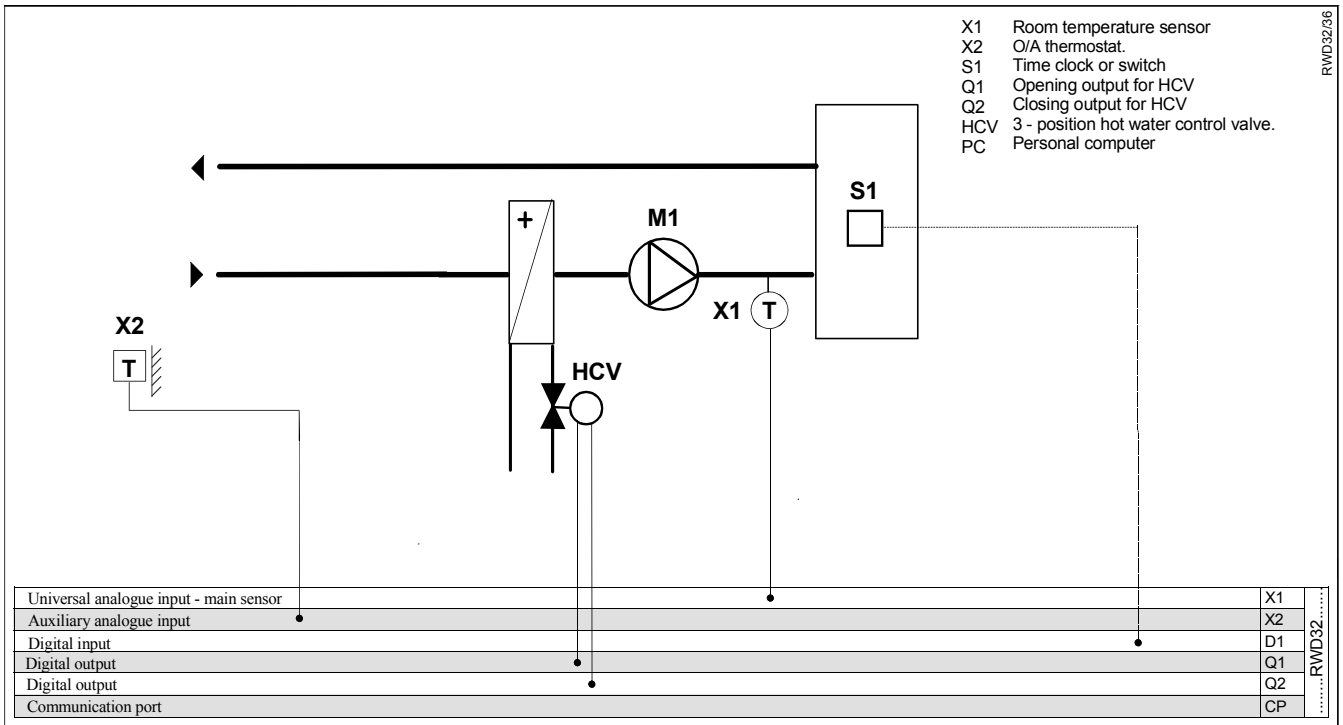 X1 Room temperature sensor
X2 O/A thermostat.
S1 Time clock or switch
Q1 Opening output for HCV
Q2 Closing output for HCV
HCV 3 - position hot water control valve.
PC Personal computer
RWD32/36
S1
+
M1
X1
T
X2
T
HCV
Universal analogue input - main sensor X1
Auxiliary analogue input X2
Digital input D1
Digital output Q1
Digital output Q2
Communication port CP
........RWD32......